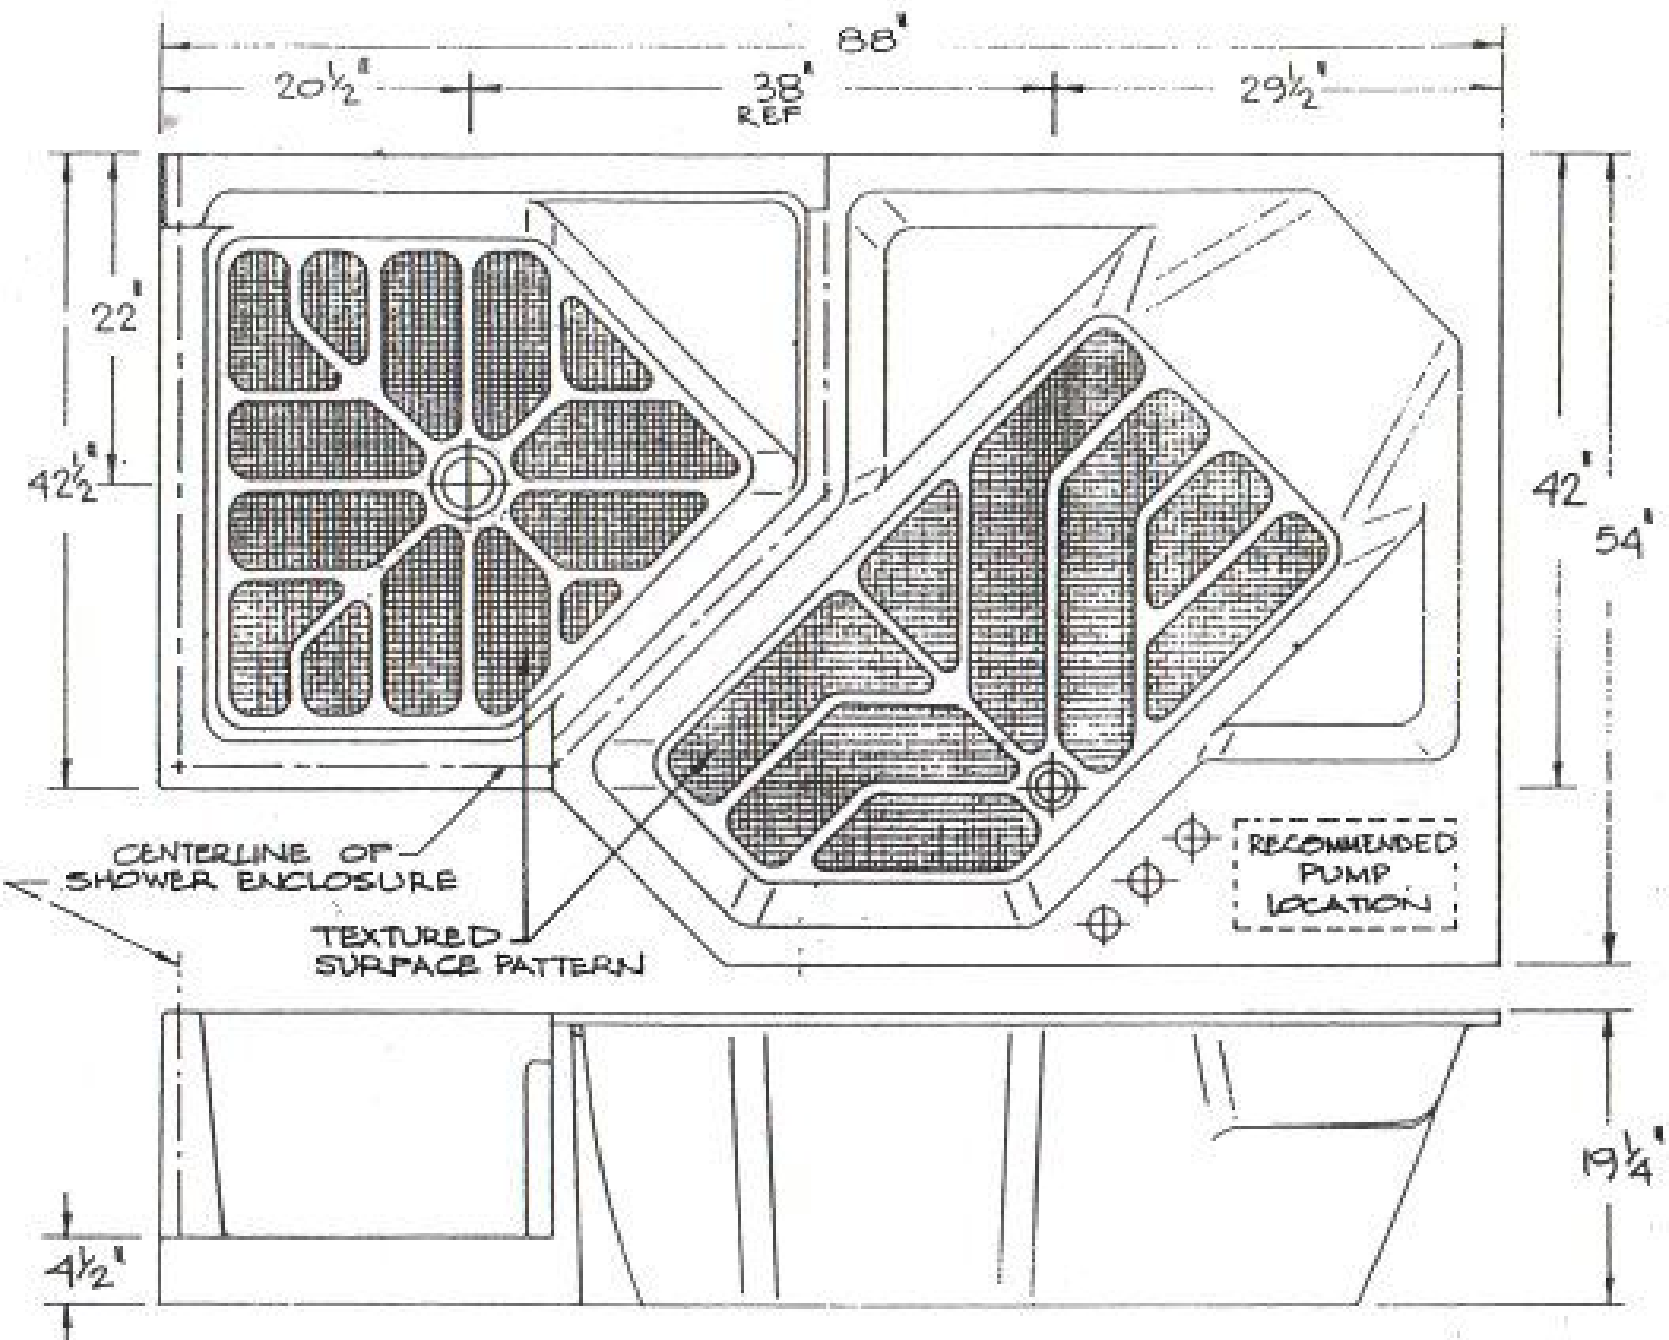 88"
20½"
38"
REF
29½"
22"
42½"
42"
54"
CENTERLINE OF
SHOWER ENCLOSURE
TEXTURED
SURFACE PATTERN
RECOMMENDED
PUMP
LOCATION
19¼"
4½"